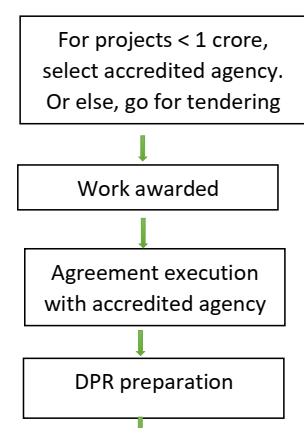 For projects < 1 crore,
select accredited agency.
Or else, go for tendering
Work awarded
Agreement execution
with accredited agency
DPR preparation